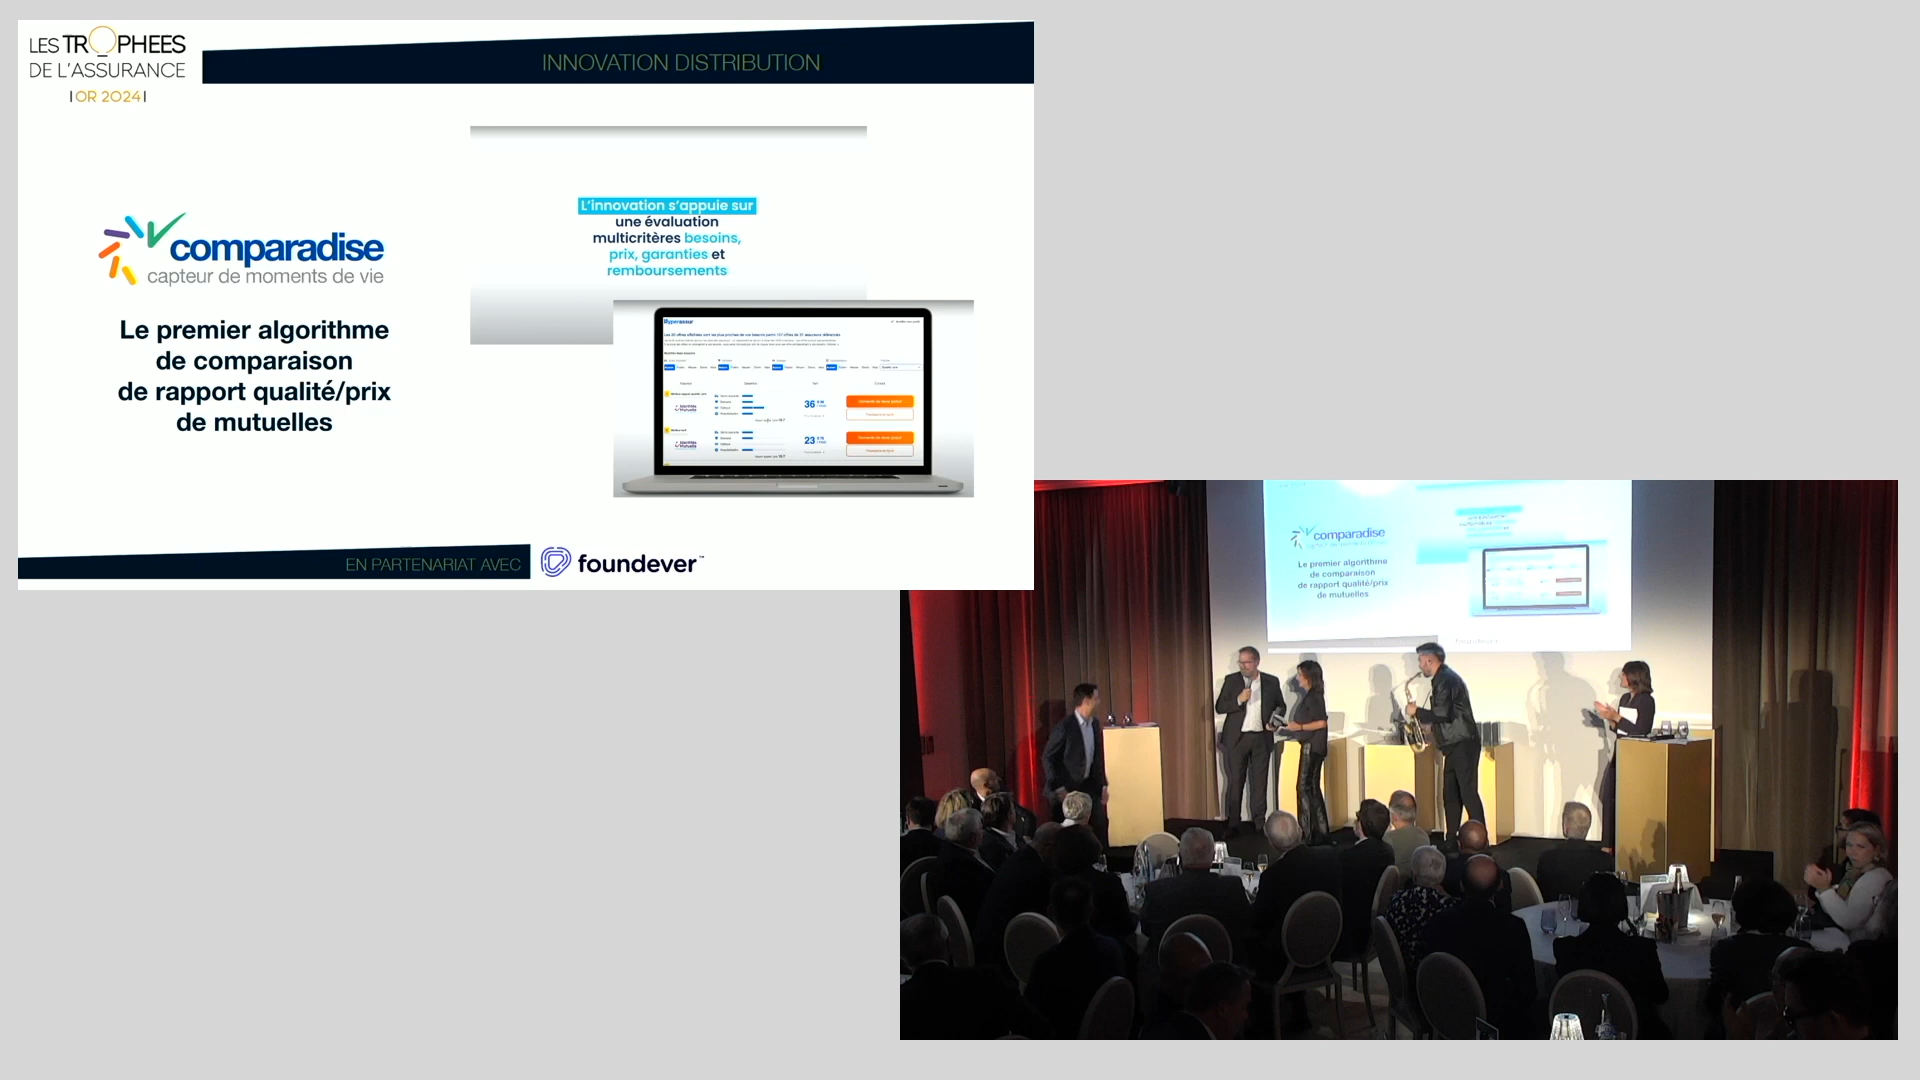 LES TROPHEES
DE L'ASSURANCE
| OR 2024 |
INNOVATION DISTRIBUTION
comparadise
capteur de moments de vie
Le premier algorithme
de comparaison
de rapport qualité/prix
de mutuelles
L'innovation s'appuie sur
une évaluation
multicritères besoins,
prix, garanties et
remboursements
Hyperassur
36
23
EN PARTENARIAT AVEC
foundever™
comparadise
Le premier algorithme
de comparaison
de rapport qualité/prix
de mutuelles